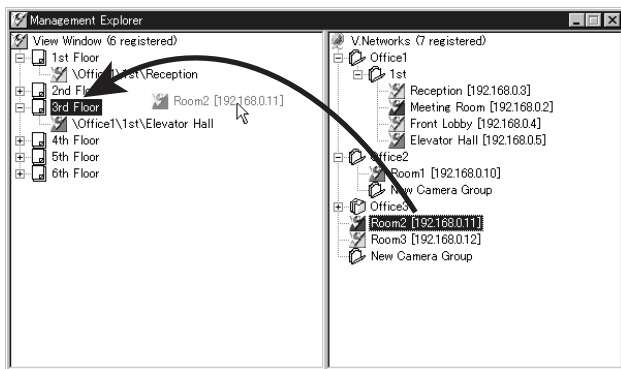 Management Explorer
View Window (6 registered)
1st Floor
\Office1\1st\Reception
2nd Floor
3rd Floor
Room2 [192.168.0.11]
\Office1\1st\Elevator Hall
4th Floor
5th Floor
6th Floor
V.Networks (7 registered)
Office1
1st
Reception [192.168.0.3]
Meeting Room [192.168.0.2]
Front Lobby [192.168.0.4]
Elevator Hall [192.168.0.5]
Office2
Room1 [192.168.0.10]
New Camera Group
Office3
Room2 [192.168.0.11]
Room3 [192.168.0.12]
New Camera Group